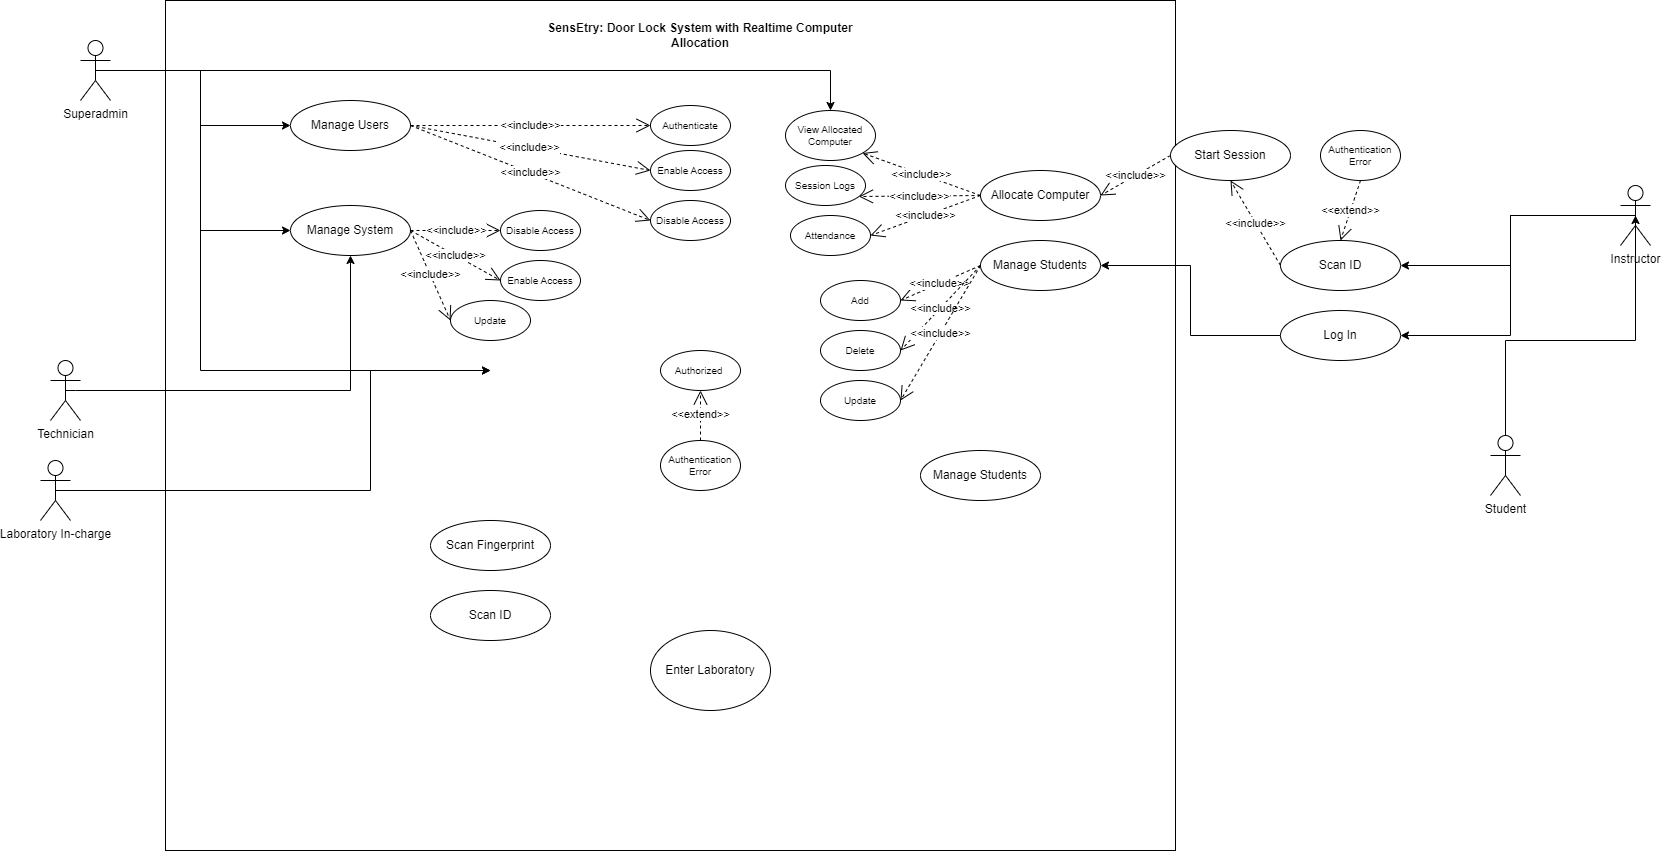 SensEtry: Door Lock System with Realtime Computer
Allocation
Superadmin
Manage Users
<<include>>
Authenticate
<<include>>
Enable Access
<<include>>
Disable Access
Manage System
<<include>>
Disable Access
<<include>>
Enable Access
<<include>>
Update
View Allocated
Computer
Session Logs
Attendance
<<include>>
<<include>>
<<include>>
Allocate Computer
<<include>>
Start Session
Authentication
Error
<<extend>>
<<include>>
Scan ID
Instructor
Manage Students
<<include>>
Add
<<include>>
Delete
<<include>>
Update
Log In
Authorized
<<extend>>
Authentication
Error
Technician
Manage Students
Student
Laboratory In-charge
Scan Fingerprint
Scan ID
Enter Laboratory